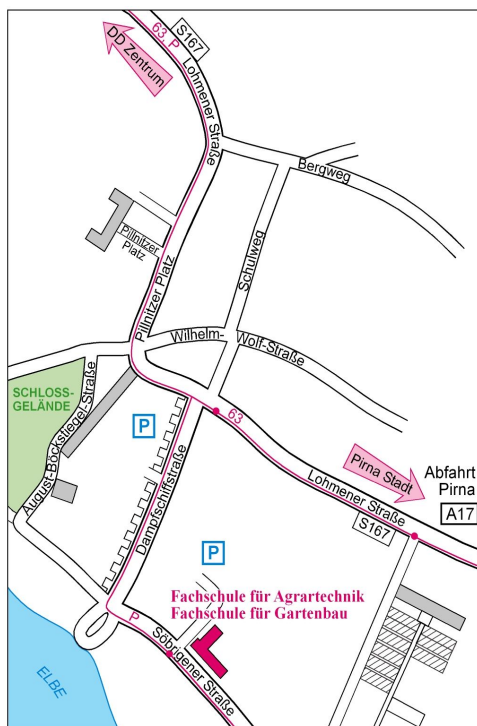 63, P
S167
DD Zentrum
Lohmener Straße
Bergweg
Pillnitzer
Platz
Pillnitzer Platz
Schulweg
Wilhelm-
Wolf-Straße
SCHLOSS-
GELÄNDE
August-Böckstiegel-Straße
P
63
Pirna Stadt
Abfahrt
Pirna
A17
Lohmener Straße
S167
Dampfschiffstraße
P
Fachschule für Agrartechnik
Fachschule für Gartenbau
P
Söbrigener Straße
ELBE